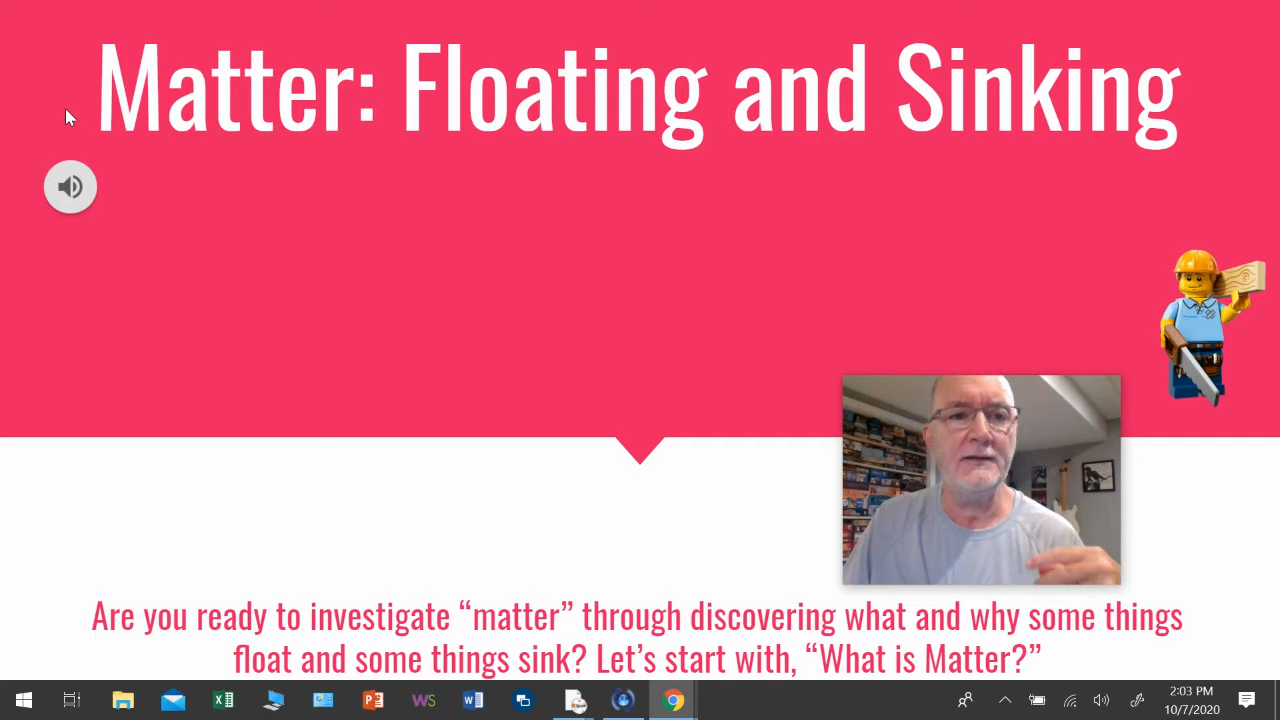 Matter: Floating and Sinking
Are you ready to investigate “matter” through discovering what and why some things
float and some things sink? Let’s start with, “What is Matter?”
WS
2:03 PM
10/7/2020